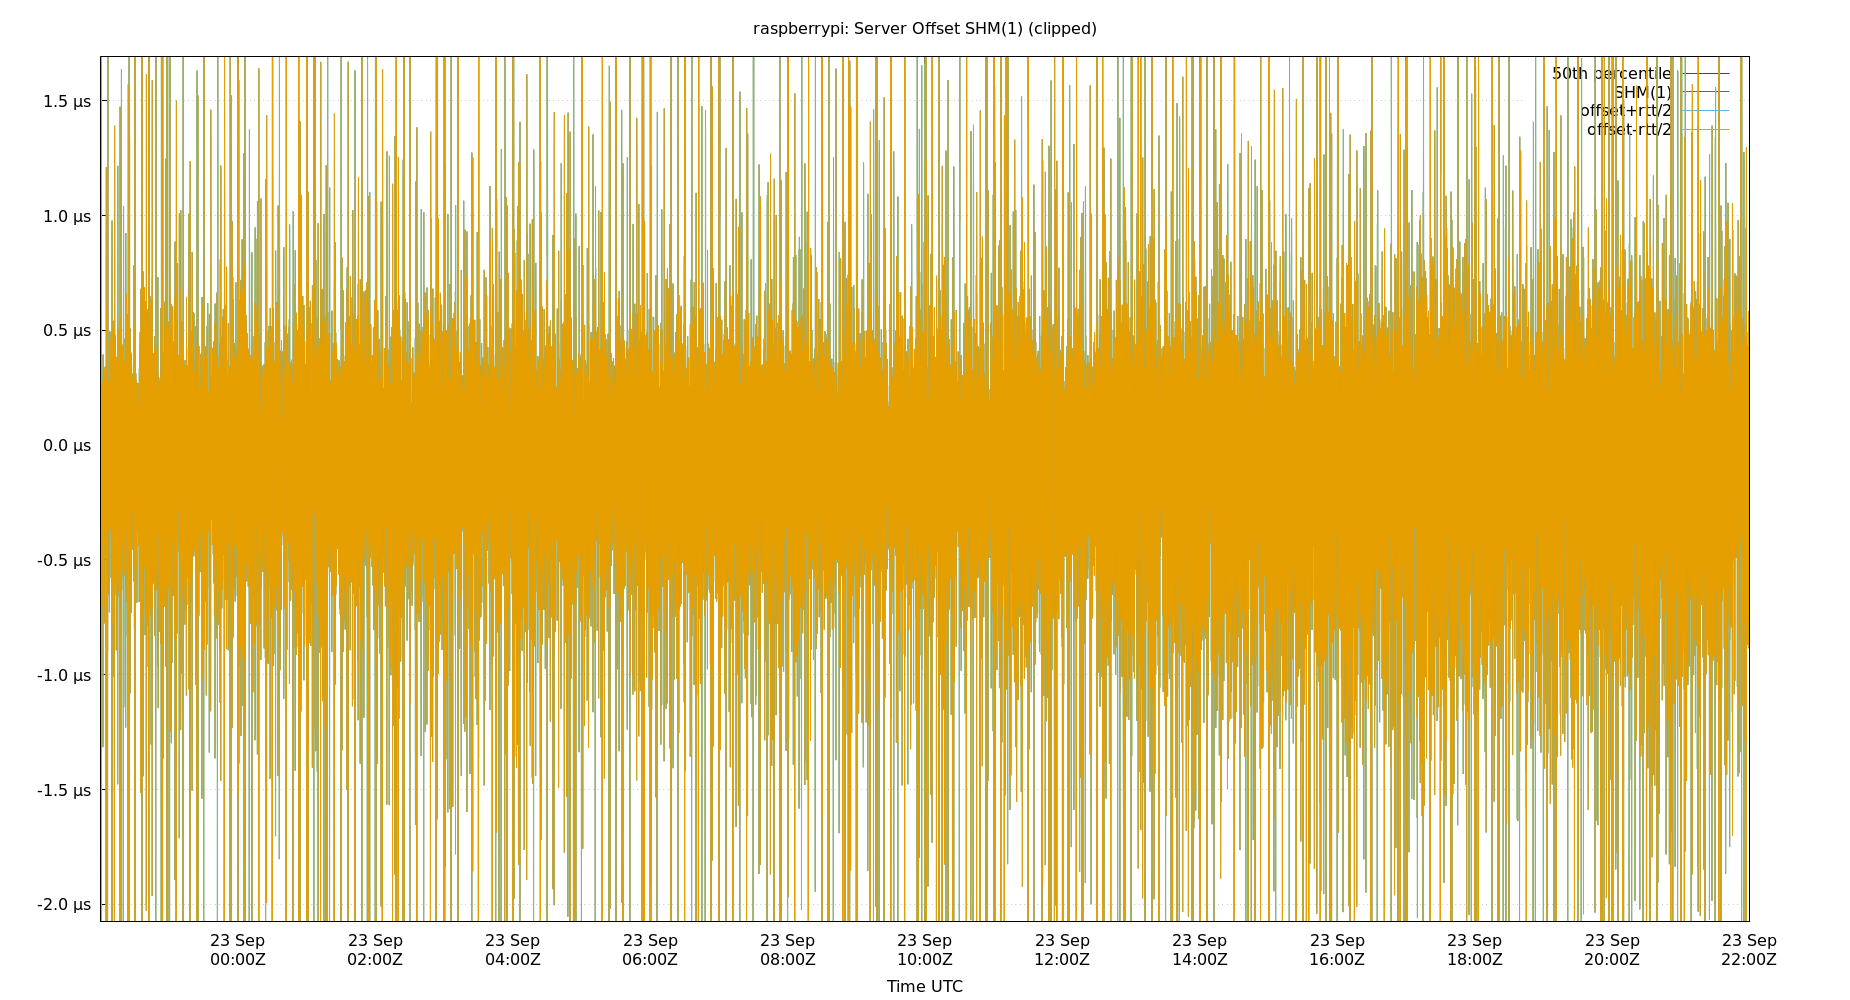 raspberrypi: Server Offset SHM(1) (clipped)
50th percentile
SHM(1)
offset+rtt/2
offset-rtt/2
1.5 µs
1.0 µs
0.5 µs
0.0 µs
-0.5 µs
-1.0 µs
-1.5 µs
-2.0 µs
23 Sep 23 Sep 23 Sep 23 Sep 23 Sep 23 Sep 23 Sep 23 Sep 23 Sep 23 Sep 23 Sep 23 Sep
00:00Z 02:00Z 04:00Z 06:00Z 08:00Z 10:00Z 12:00Z 14:00Z 16:00Z 18:00Z 20:00Z 22:00Z
Time UTC